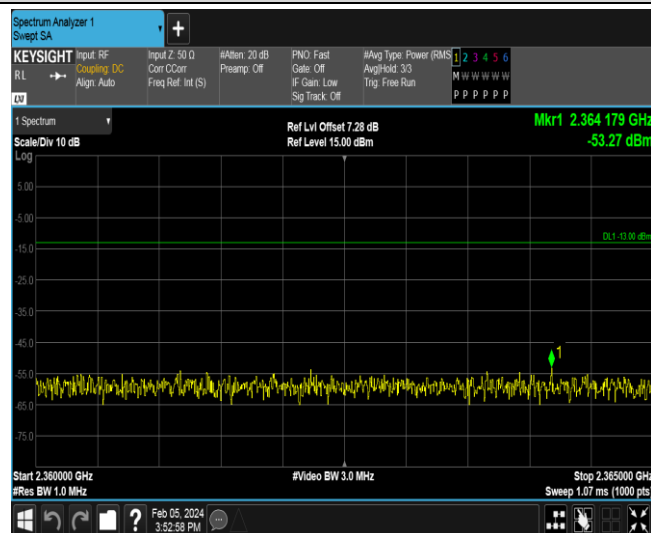 Spectrum Analyzer 1
Swept SA
+
KEYSIGHT
RL
Input: RF
Coupling: DC
Align: Auto
Input Z: 50 Ω
Corr CCorr
Freq Ref: Int (S)
#Atten: 20 dB
Preamp: Off
PNO: Fast
Gate: Off
IF Gain: Low
Sig Track: Off
#Avg Type: Power (RMS
Avg|Hold: 3/3
Trig: Free Run
1 2 3 4 5 6
M W W W W W
P P P P P P
1 Spectrum
Scale/Div 10 dB
Log
Ref Lvl Offset 7.28 dB
Ref Level 15.00 dBm
Mkr1 2.364 179 GHz
-53.27 dBm
5.00
-5.00
-15.0
-25.0
-35.0
-45.0
-55.0
-65.0
-75.0
DL1 -13.00 dBm
1
Start 2.360000 GHz
#Res BW 1.0 MHz
#Video BW 3.0 MHz
Stop 2.365000 GHz
Sweep 1.07 ms (1000 pts)
?
Feb 05, 2024
3:52:58 PM